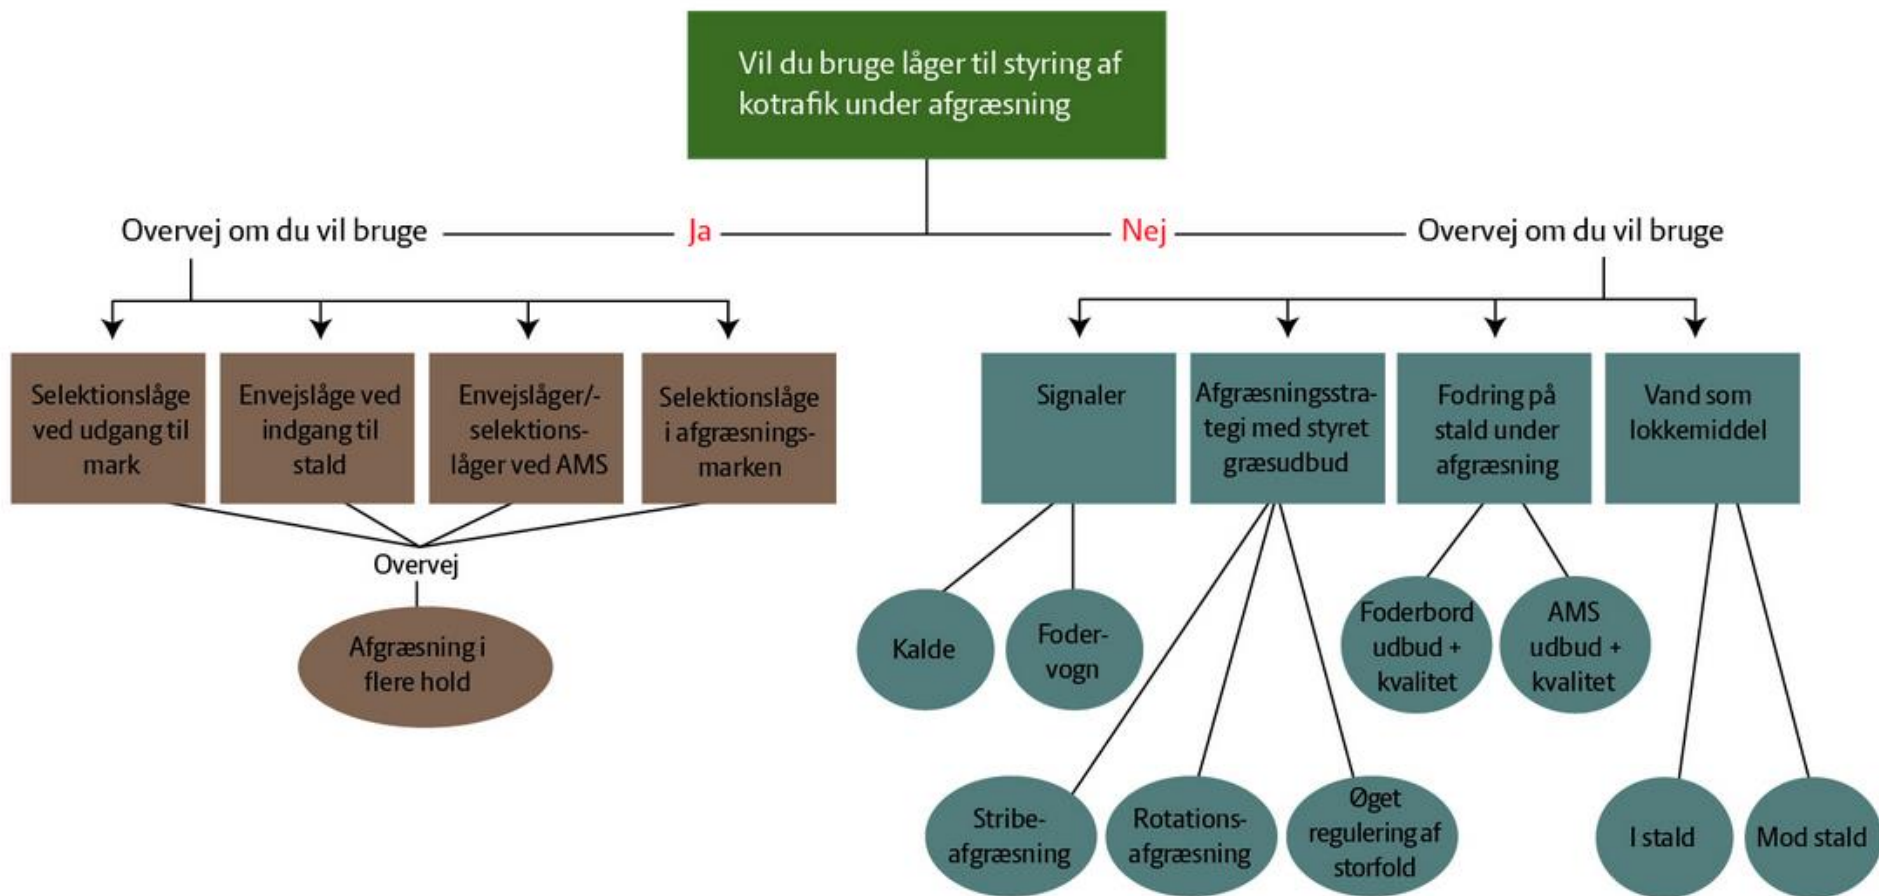 Vil du bruge låger til styring af
kotrafik under afgræsning
Overvej om du vil bruge
Ja
Nej
Overvej om du vil bruge
Selektionslåge
ved udgang til
mark
Envejslåge ved
indgang til
stald
Envejslåger/-
selektions-
låger ved AMS
Selektionslåge
i afgræsnings-
marken
Signaler
Afgræsningsstra-
tegi med styret
græsudbud
Fodring på
stald under
afgræsning
Vand som
lokkemiddel
Overvej
Afgræsning i
flere hold
Kalde
Foder-
vogn
Foderbord
udbud +
kvalitet
AMS
udbud +
kvalitet
Stribe-
afgræsning
Rotations-
afgræsning
Øget
regulering af
storfold
I stald
Mod stald